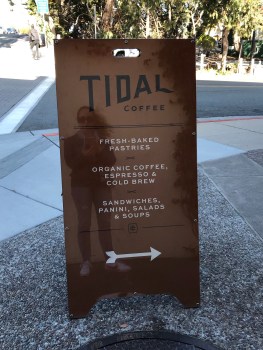 TIDAL
COFFEE
FRESH-BAKED
PASTRIES
ORGANIC COFFEE,
ESPRESSO &
COLD BREW
SANDWICHES,
PANINI, SALADS
& SOUPS